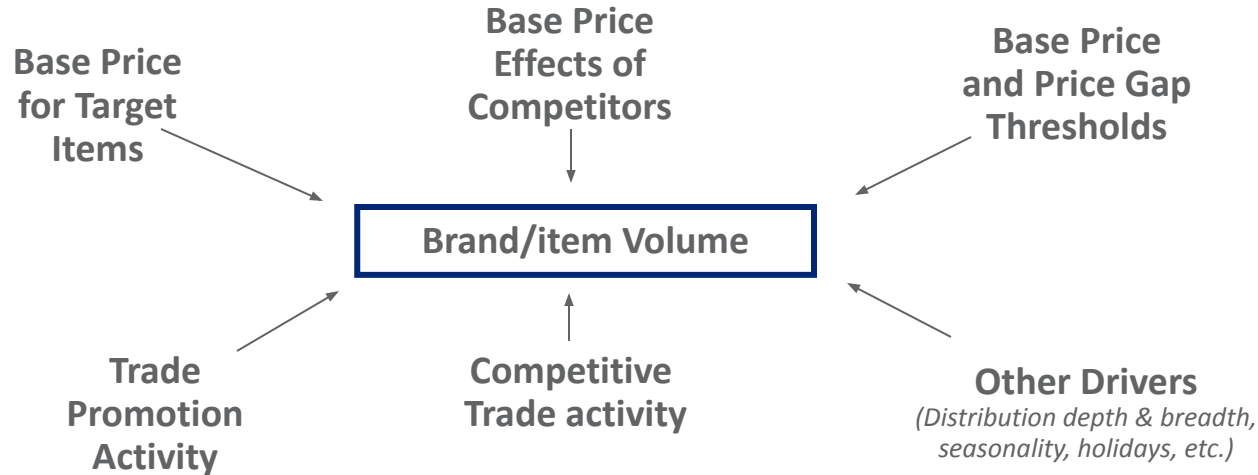 Base Price
for Target
Items
Base Price
Effects of
Competitors
Base Price
and Price Gap
Thresholds
Brand/item Volume
Trade
Promotion
Activity
Competitive
Trade activity
Other Drivers
(Distribution depth & breadth,
seasonality, holidays, etc.)